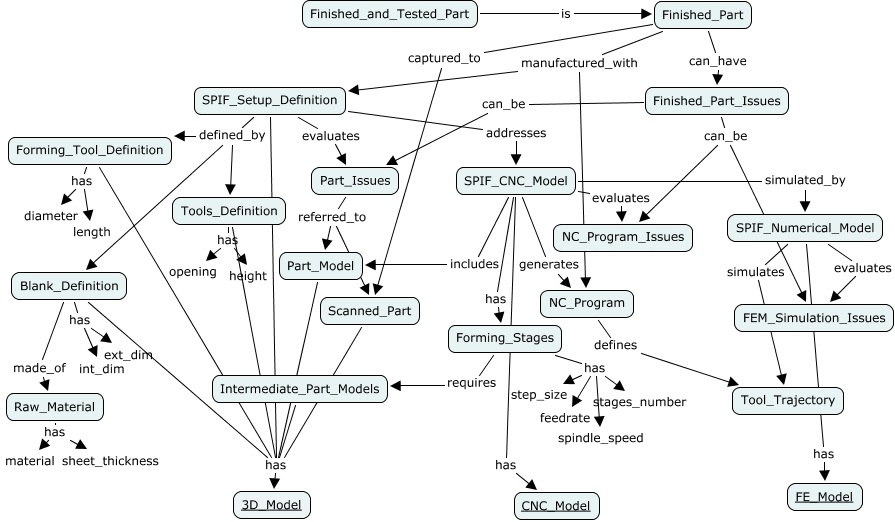 Finished_and_Tested_Part
is
Finished_Part
captured_to
manufactured_with
can_have
SPIF_Setup_Definition
can_be
Finished_Part_Issues
Forming_Tool_Definition
defined_by
evaluates
addresses
can_be
has
Part_Issues
SPIF_CNC_Model
simulated_by
diameter
length
Tools_Definition
referred_to
evaluates
NC_Program_Issues
SPIF_Numerical_Model
has
opening
height
Part_Model
includes
generates
simulates
evaluates
Blank_Definition
Scanned_Part
has
NC_Program
FEM_Simulation_Issues
has
int_dim
ext_dim
Forming_Stages
defines
made_of
Intermediate_Part_Models
requires
has
step_size
stages_number
feedrate
spindle_speed
Tool_Trajectory
Raw_Material
has
material
sheet_thickness
has
has
has
3D_Model
CNC_Model
FE_Model